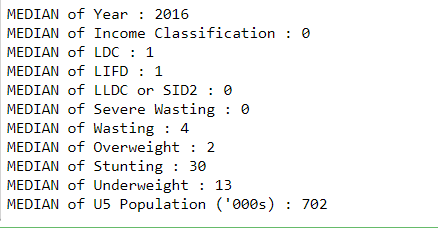 MEDIAN of Year : 2016
MEDIAN of Income Classification : 0
MEDIAN of LDC : 1
MEDIAN of LIFD : 1
MEDIAN of LLDC or SID2 : 0
MEDIAN of Severe Wasting : 0
MEDIAN of Wasting : 4
MEDIAN of Overweight : 2
MEDIAN of Stunting : 30
MEDIAN of Underweight : 13
MEDIAN of U5 Population ('000s) : 702